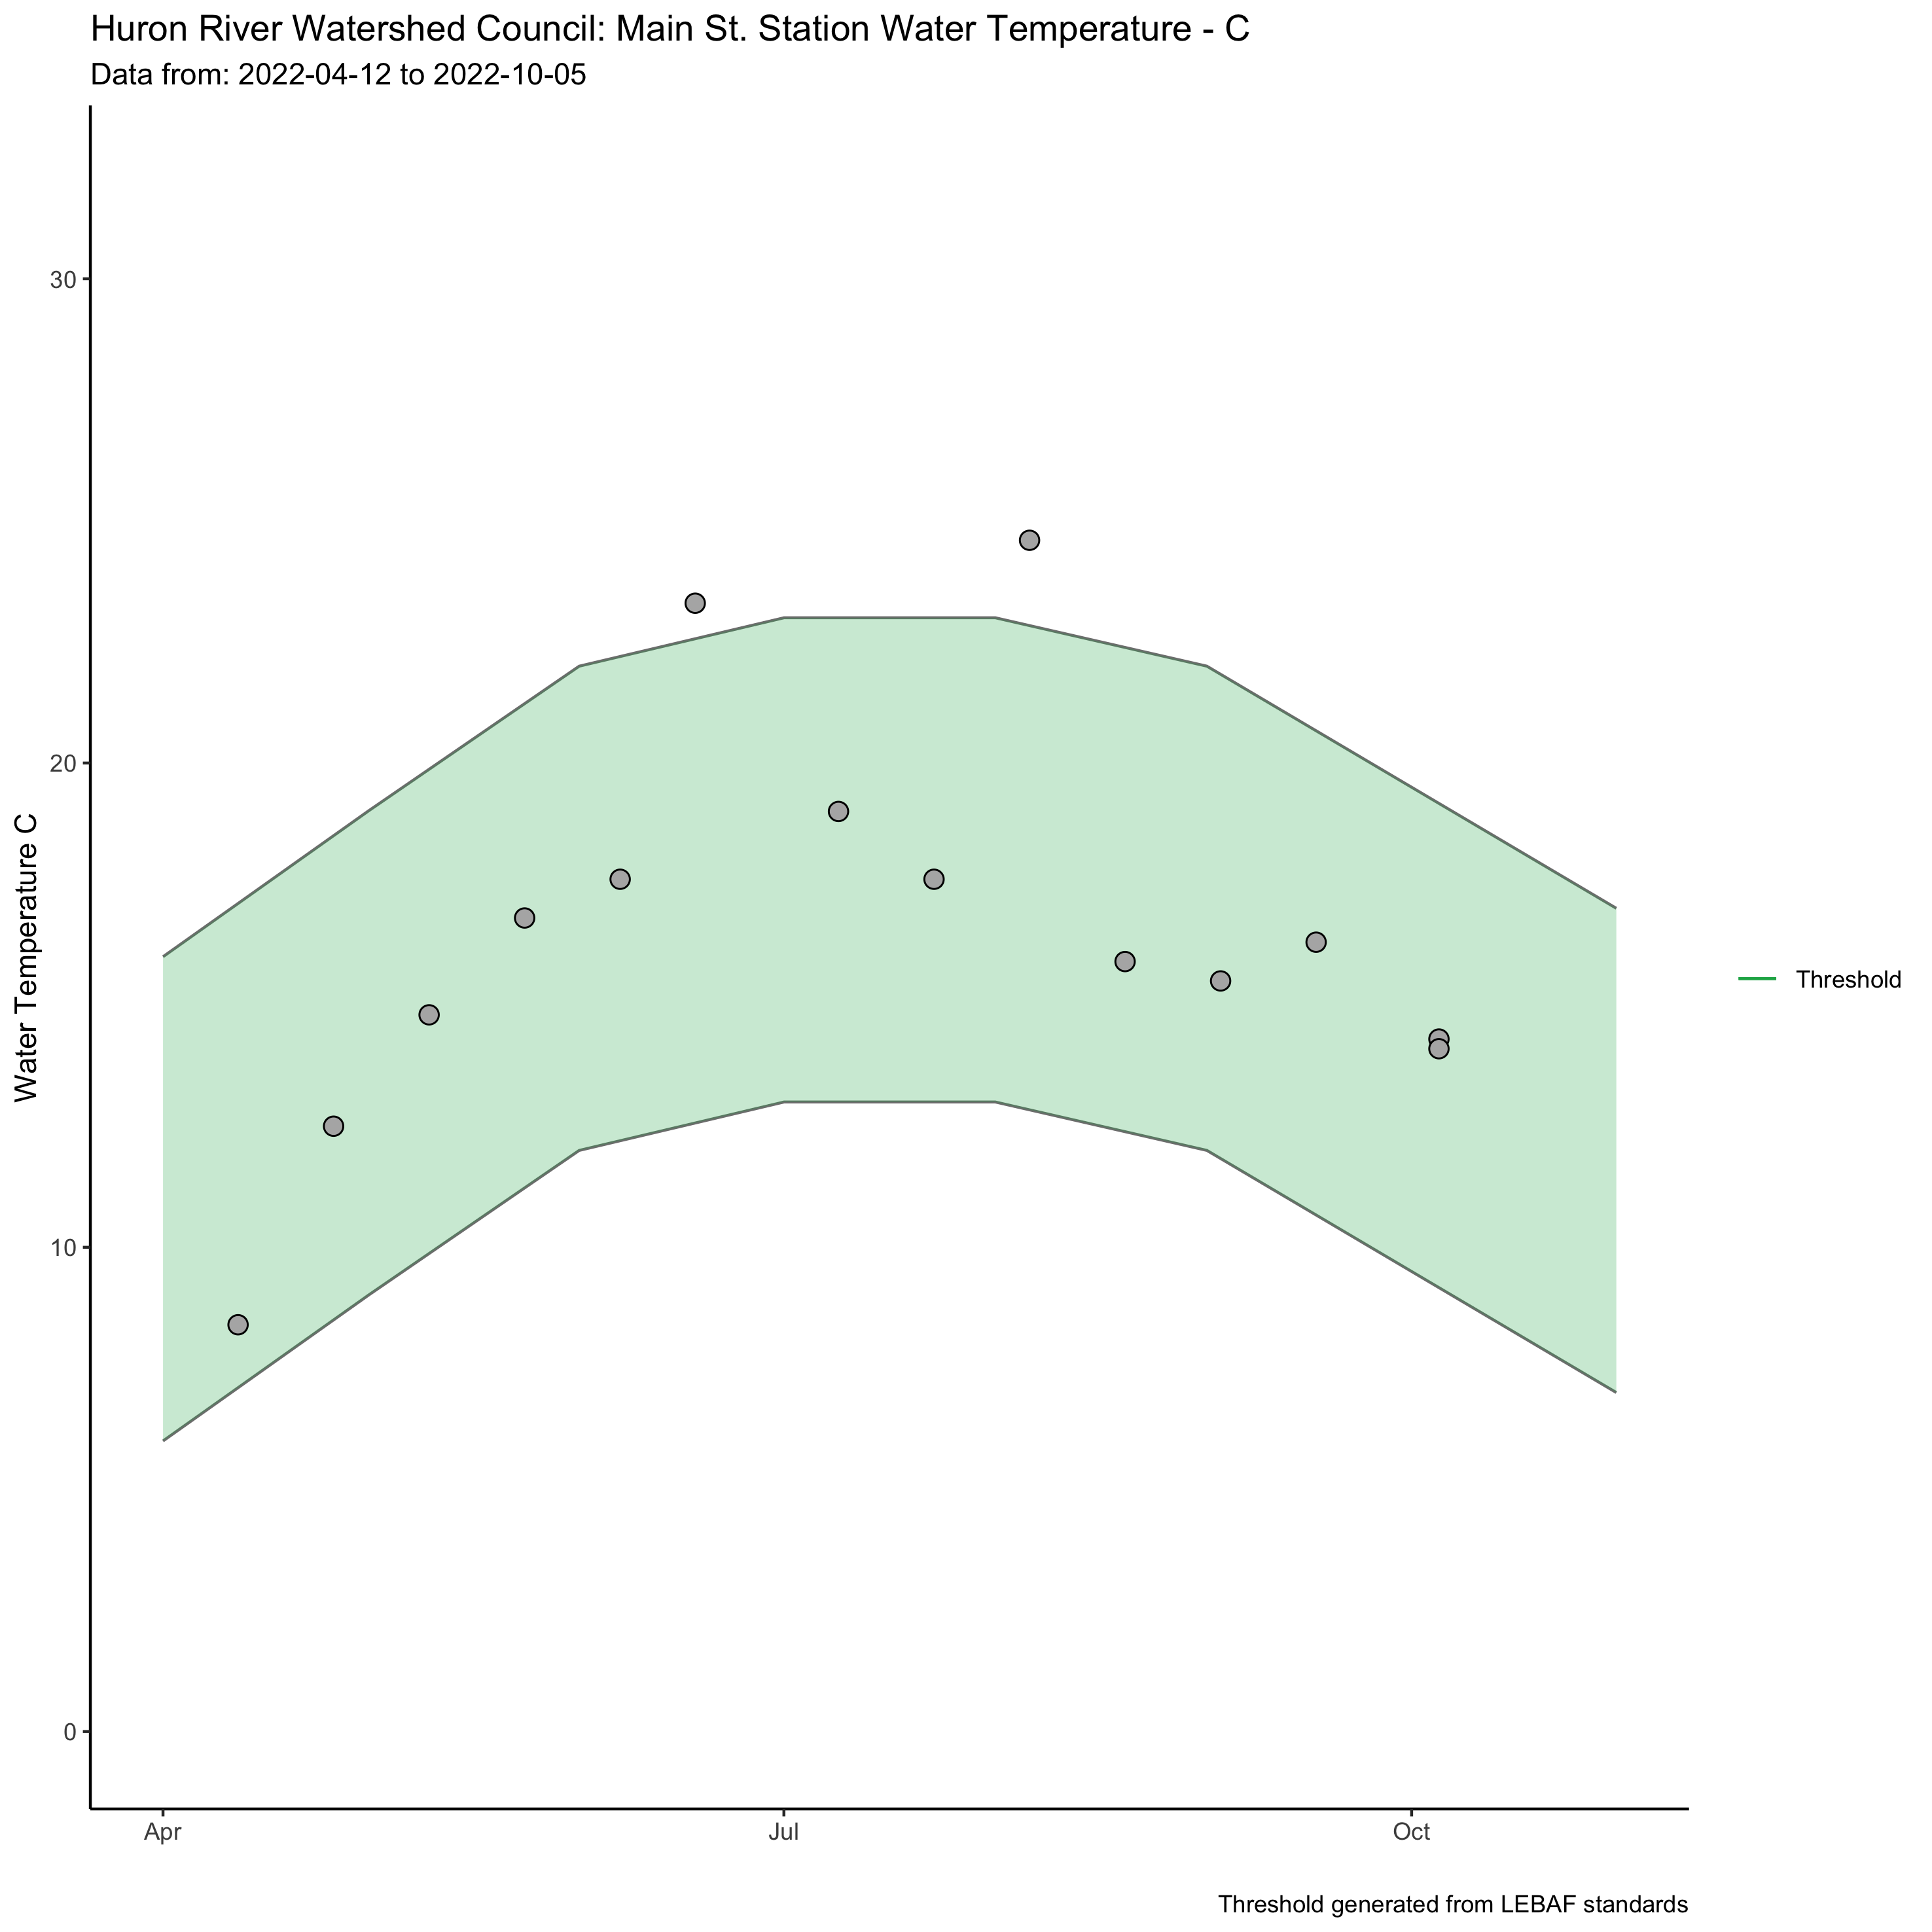 Huron River Watershed Council: Main St. Station Water Temperature - C
Data from: 2022-04-12 to 2022-10-05
30
20
10
0
Water Temperature C
Apr
Jul
Oct
Threshold
Threshold generated from LEBAF standards